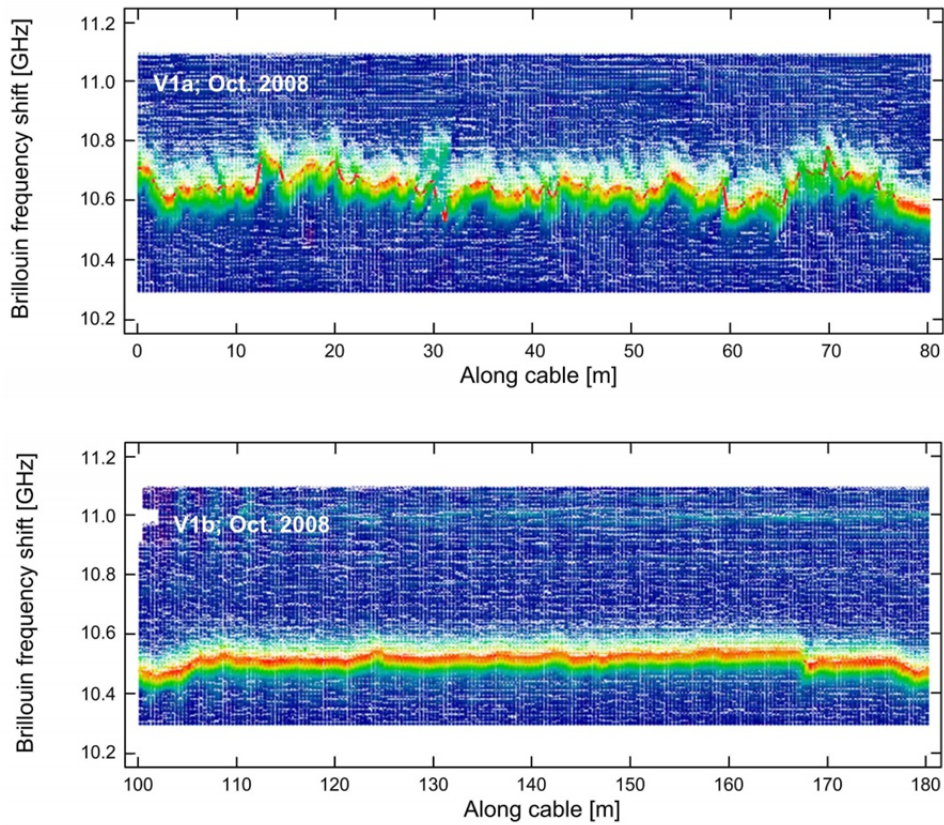 Brillouin frequency shift [GHz]
11.2
11.0
10.8
10.6
10.4
10.2
V1a; Oct. 2008
0 10 20 30 40 50 60 70 80
Along cable [m]
Brillouin frequency shift [GHz]
11.2
11.0
10.8
10.6
10.4
10.2
V1b; Oct. 2008
100 100 110 120 130 140 150 160 170 180
Along cable [m]